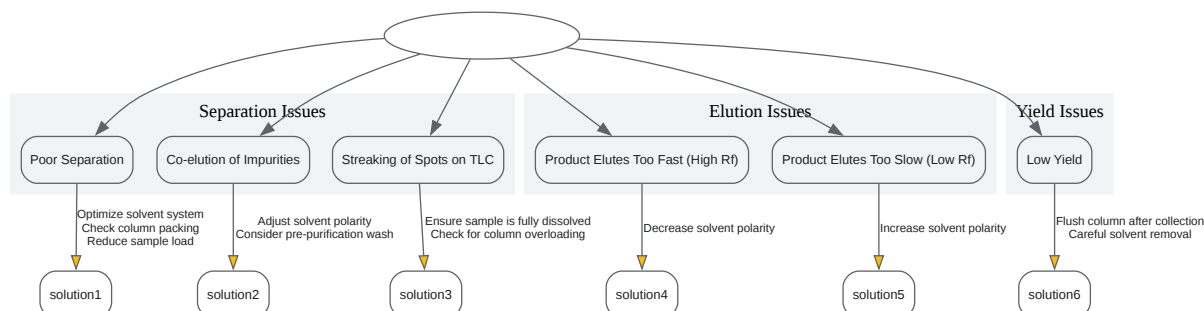 Separation Issues
Elution Issues
Yield Issues
Poor Separation
Co-elution of Impurities
Streaking of Spots on TLC
Product Elutes Too Fast (High Rf)
Product Elutes Too Slow (Low Rf)
Low Yield
Optimize solvent system
Check column packing
Reduce sample load
Adjust solvent polarity
Consider pre-purification wash
Ensure sample is fully dissolved
Check for column overloading
Decrease solvent polarity
Increase solvent polarity
Flush column after collection
Careful solvent removal
solution1
solution2
solution3
solution4
solution5
solution6